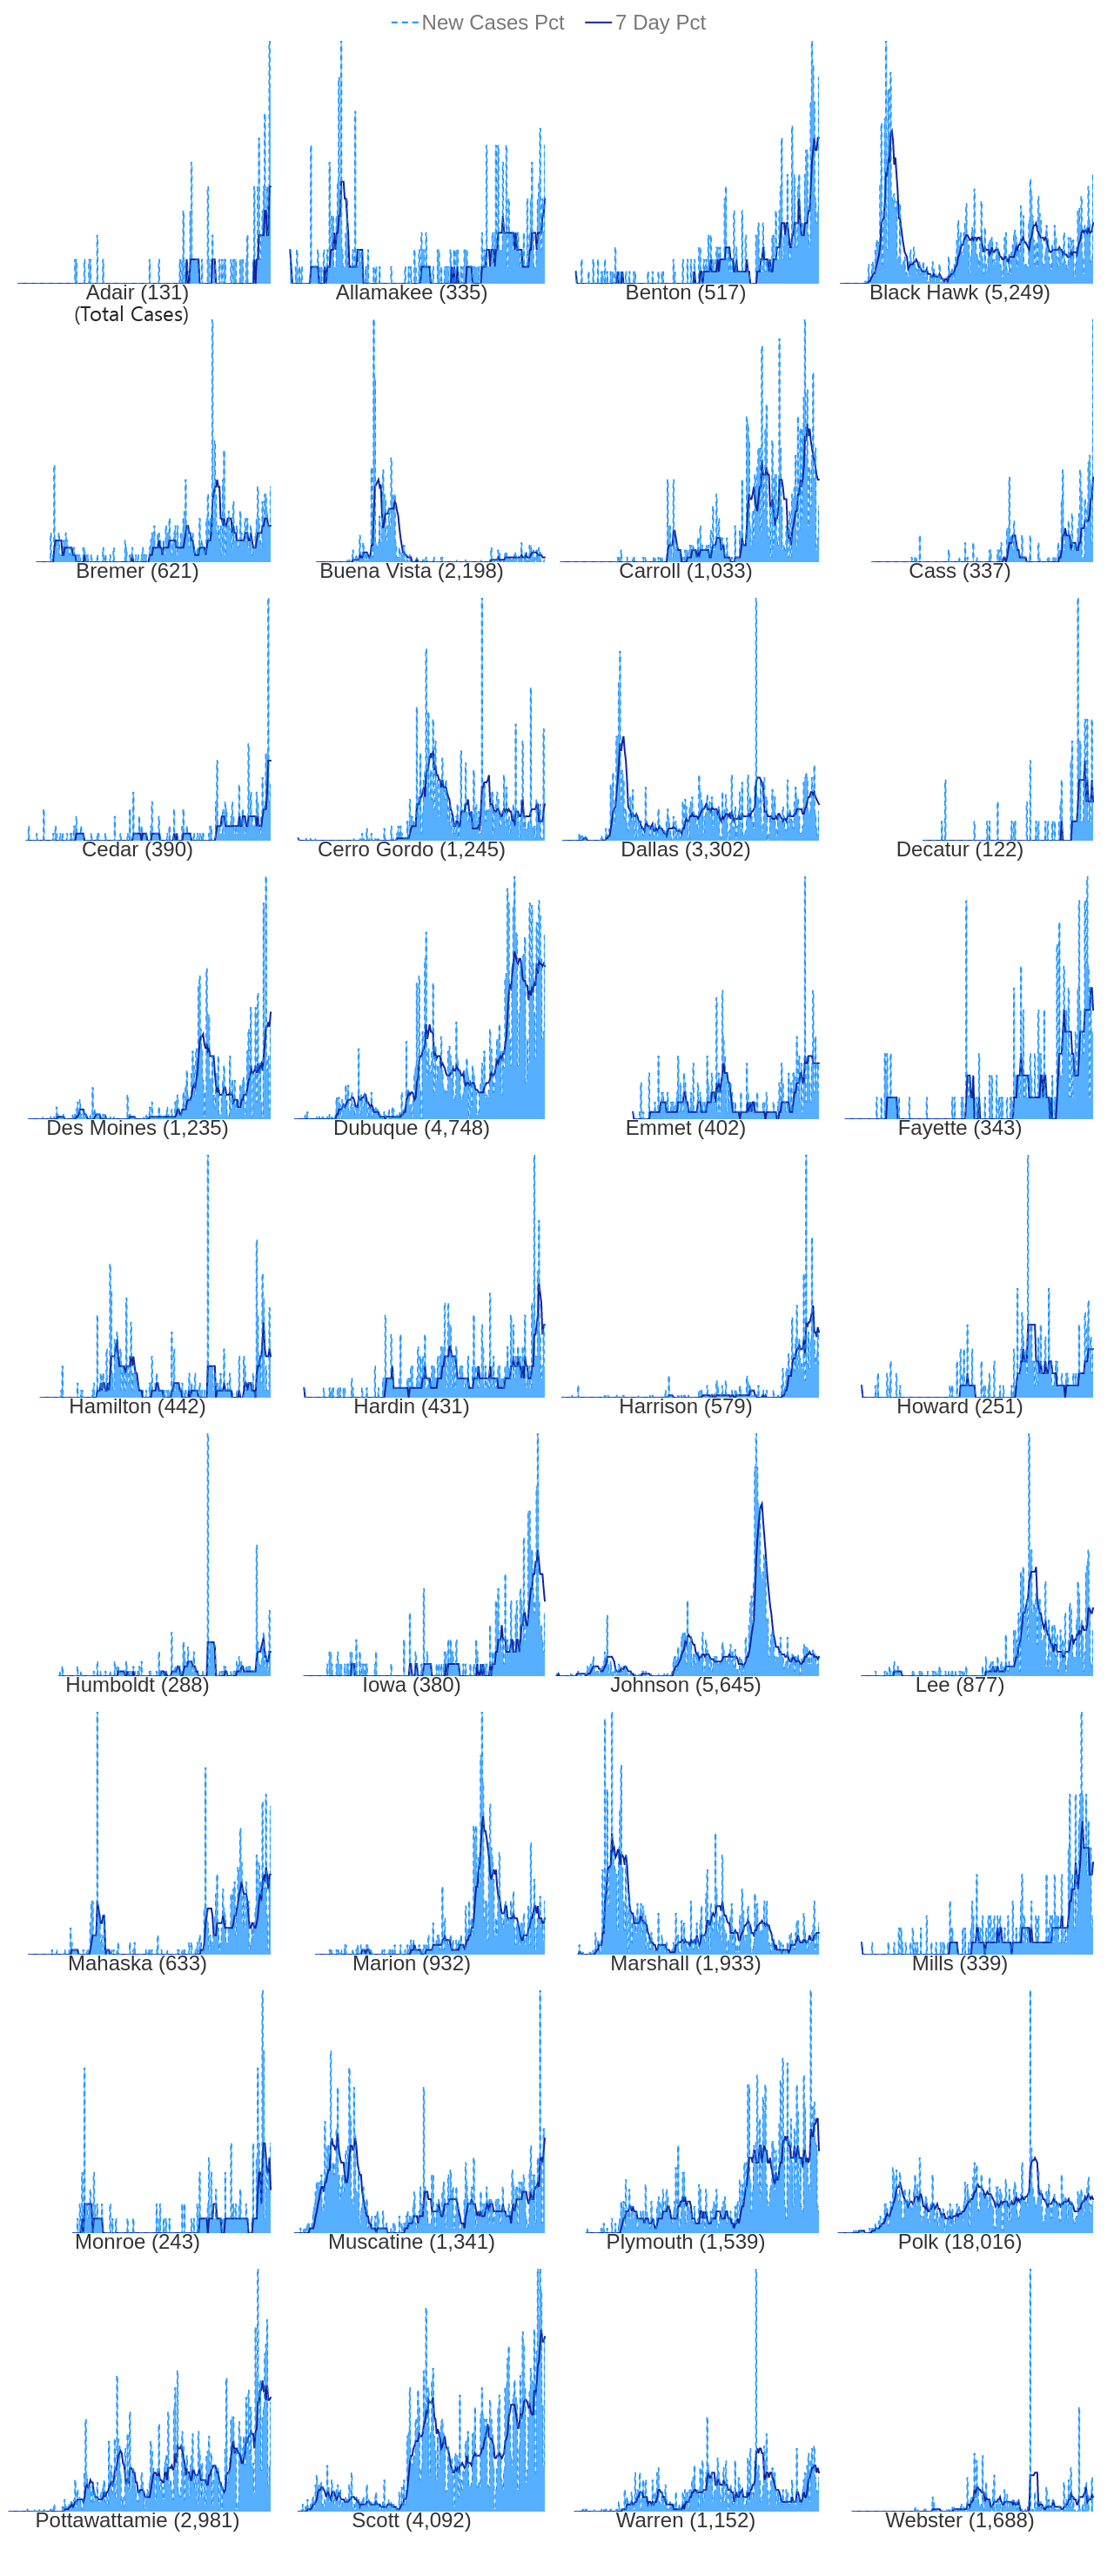 New Cases Pct 7 Day Pct
Adair (131) Allamakee (335) Benton (517) Black Hawk (5,249)
(Total Cases)
Bremer (621) Buena Vista (2,198) Carroll (1,033) Cass (337)
Cedar (390) Cerro Gordo (1,245) Dallas (3,302) Decatur (122)
Des Moines (1,235) Dubuque (4,748) Emmet (402) Fayette (343)
Hamilton (442) Hardin (431) Harrison (579) Howard (251)
Humboldt (288) Iowa (380) Johnson (5,645) Lee (877)
Mahaska (633) Marion (932) Marshall (1,933) Mills (339)
Monroe (243) Muscatine (1,341) Plymouth (1,539) Polk (18,016)
Pottawattamie (2,981) Scott (4,092) Warren (1,152) Webster (1,688)